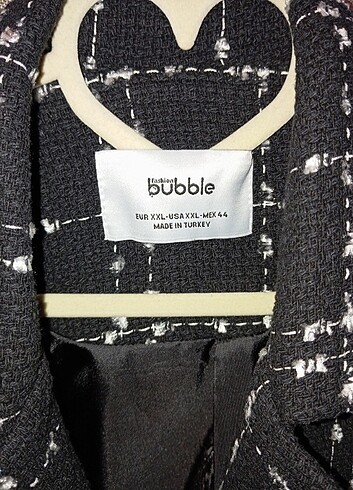 fashion
bubble
EUR XXL-USA XXL-MEX 44
MADE IN TURKEY